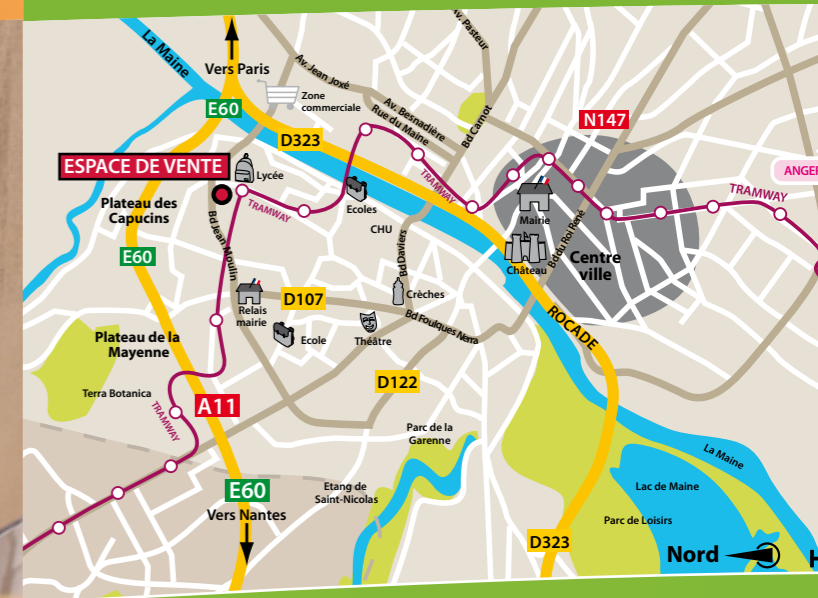 La Maine
Vers Paris
Av. Pasteur
Av. Jean Joxé
Zone
commerciale
E60
Av. Besnadière
Rue du Maine
Bd Carnot
N147
D323
ESPACE DE VENTE
Lycée
ANGER
TRAMWAY
TRAMWAY
TRAMWAY
Plateau des
Capucins
Ecoles
Mairie
CHU
Bd Jean Moulin
Bd Daviers
Bd du Roi René
E60
Château
Centre
ville
Crèches
D107
Relais
mairie
Bd Foulques Nerra
ROCADE
Plateau de la
Mayenne
Ecole
Théâtre
D122
Terra Botanica
A11
TRAMWAY
Parc de la
Garenne
La Maine
E60
Etang de
Saint-Nicolas
Lac de Maine
Vers Nantes
Parc de Loisirs
D323
Nord
H